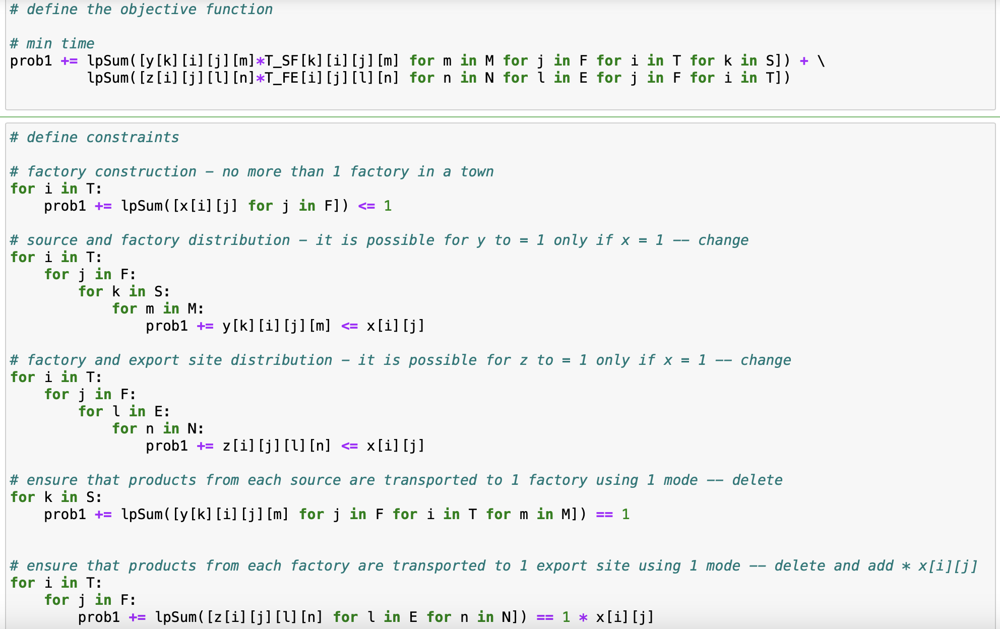 # define the objective function
# min time
prob1 += lpSum([y[k][i][j][m]*T_SF[k][i][j][m] for m in M for j in F for i in T for k in S]) + \
         lpSum([z[i][j][l][n]*T_FE[i][j][l][n] for n in N for l in E for j in F for i in T])
# define constraints
# factory construction – no more than 1 factory in a town
for i in T:
    prob1 += lpSum([x[i][j] for j in F]) <= 1
# source and factory distribution – it is possible for y to = 1 only if x = 1 -- change
for i in T:
    for j in F:
        for k in S:
            for m in M:
                prob1 += y[k][i][j][m] <= x[i][j]
# factory and export site distribution – it is possible for z to = 1 only if x = 1 -- change
for i in T:
    for j in F:
        for l in E:
            for n in N:
                prob1 += z[i][j][l][n] <= x[i][j]
# ensure that products from each source are transported to 1 factory using 1 mode -- delete
for k in S:
    prob1 += lpSum([y[k][i][j][m] for j in F for i in T for m in M]) == 1
# ensure that products from each factory are transported to 1 export site using 1 mode -- delete and add * x[i][j]
for i in T:
    for j in F:
        prob1 += lpSum([z[i][j][l][n] for l in E for n in N]) == 1 * x[i][j]